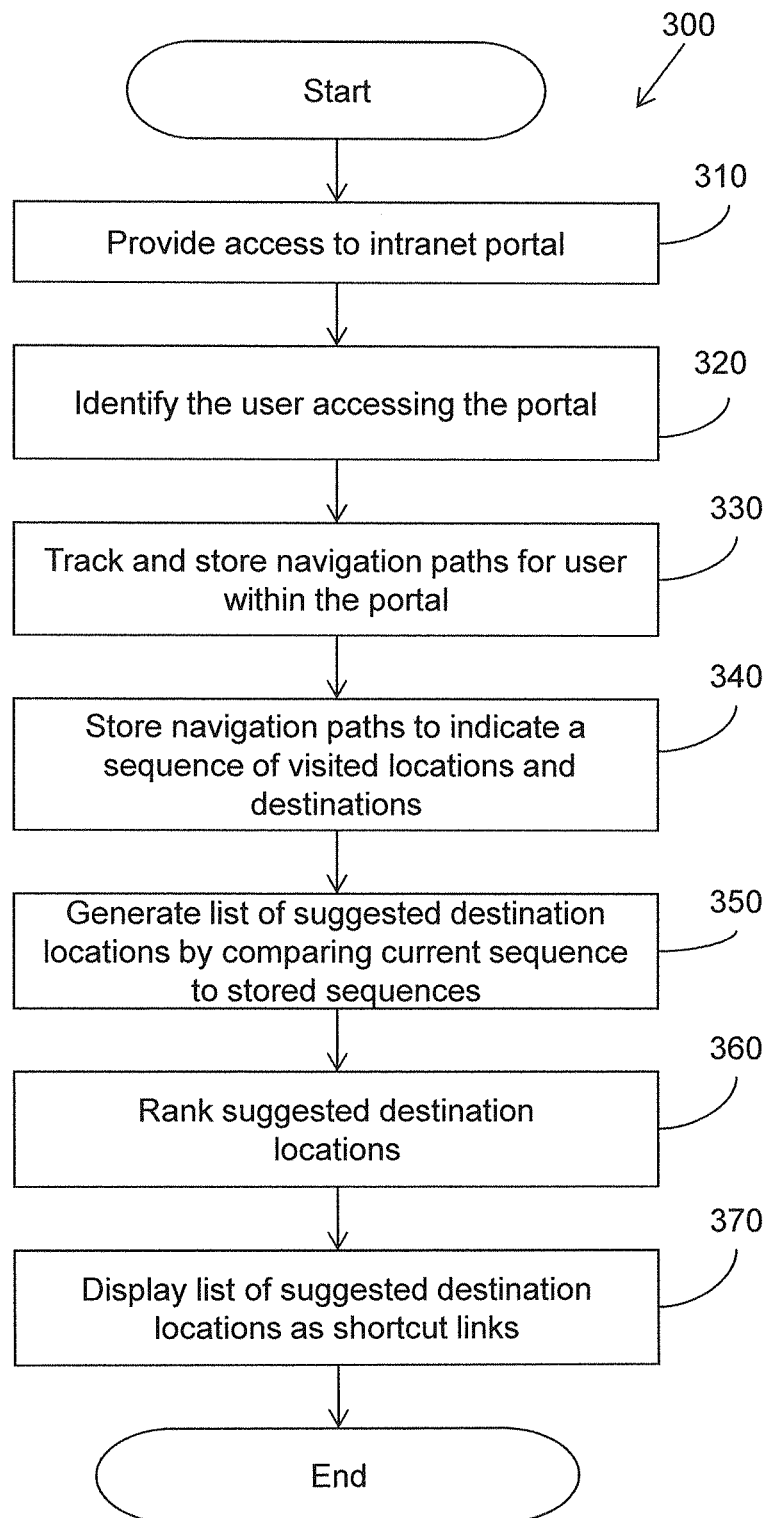 300
Start
310
Provide access to intranet portal
320
Identify the user accessing the portal
330
Track and store navigation paths for user
within the portal
340
Store navigation paths to indicate a
sequence of visited locations and
destinations
350
Generate list of suggested destination
locations by comparing current sequence
to stored sequences
360
Rank suggested destination
locations
370
Display list of suggested destination
locations as shortcut links
End